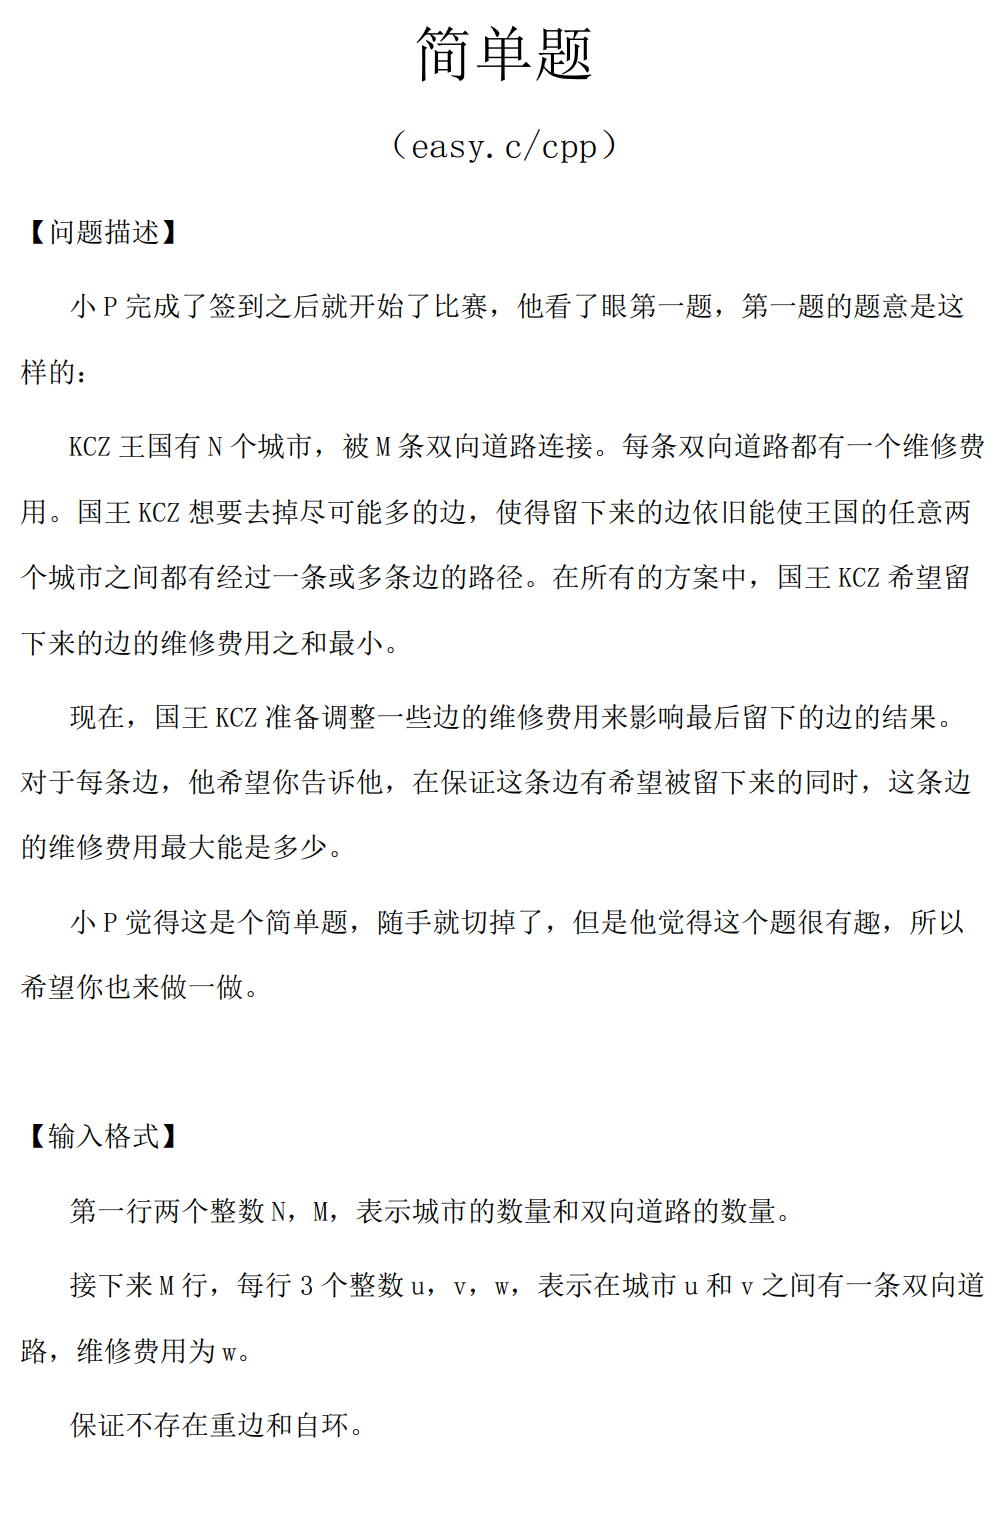 简单题
（easy.c/cpp）
【问题描述】
小 P 完成了签到之后就开始了比赛，他看了眼第一题，第一题的题意是这
样的：
KCZ 王国有 N 个城市，被 M 条双向道路连接。每条双向道路都有一个维修费
用。国王 KCZ 想要去掉尽可能多的边，使得留下来的边依旧能使王国的任意两
个城市之间都有经过一条或多条边的路径。在所有的方案中，国王 KCZ 希望留
下来的边的维修费用之和最小。
现在，国王 KCZ 准备调整一些边的维修费用来影响最后留下的边的结果。
对于每条边，他希望你告诉他，在保证这条边有希望被留下来的同时，这条边
的维修费用最大能是多少。
小 P 觉得这是个简单题，随手就切掉了，但是他觉得这个题很有趣，所以
希望你也来做一做。
【输入格式】
第一行两个整数 N，M，表示城市的数量和双向道路的数量。
接下来 M 行，每行 3 个整数 u，v，w，表示在城市 u 和 v 之间有一条双向道
路，维修费用为 w。
保证不存在重边和自环。